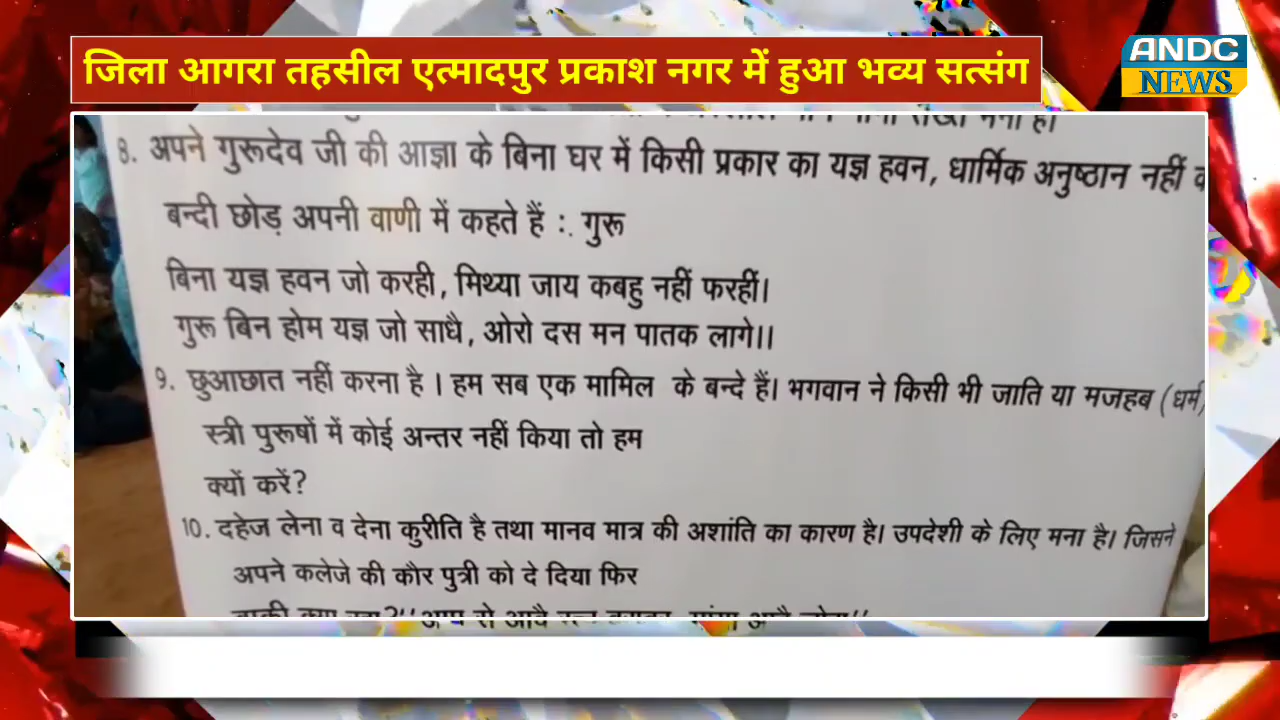 जिला आगरा तहसील एत्मादपुर प्रकाश नगर में हुआ भव्य सत्संग
ANDC
NEWS
8. अपने गुरूदेव जी की आज्ञा के बिना घर में किसी प्रकार का यज्ञ हवन, धार्मिक अनुष्ठान नहीं
बन्दी छोड़ अपनी वाणी में कहते हैं :. गुरू
बिना यज्ञ हवन जो करही, मिथ्या जाय कबहु नहीं फरहीं।
गुरू बिन होम यज्ञ जो साधै, ओरो दस मन पातक लागे।।
9. छुआछात नहीं करना है । हम सब एक मामिल के बन्दे हैं। भगवान ने किसी भी जाति या मजहब (धर्म)
स्त्री पुरूषों में कोई अन्तर नहीं किया तो हम
क्यों करें?
10. दहेज लेना व देना कुरीति है तथा मानव मात्र की अशांति का कारण है। उपदेशी के लिए मना है। जिसने
अपने कलेजे की कौर पुत्री को दे दिया फिर